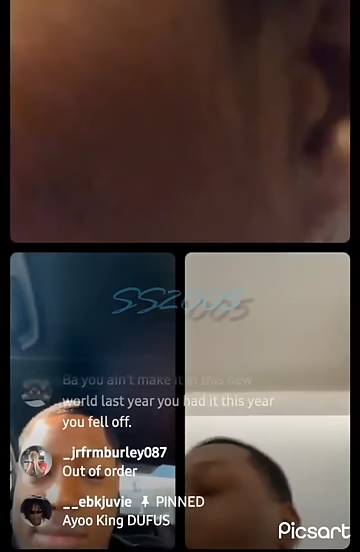 SS2005
Ba you ain't make it in this new
world last year you had it this year
you fell off.
_jrfrmburley087
Out of order
__ebkjuvie 📌 PINNED
Ayoo King DUFUS
Picsart